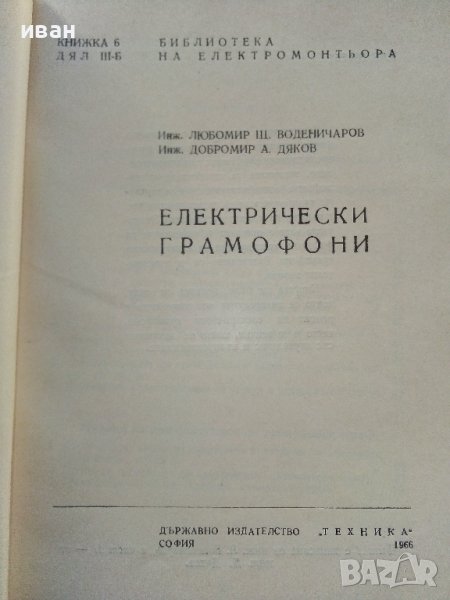 иван
КНИЖКА 6 БИБЛИОТЕКА
ДЯЛ III-Б НА ЕЛЕКТРОМОНТЬОРА
Инж. ЛЮБОМИР Щ. ВОДЕНИЧАРОВ
Инж. ДОБРОМИР А. ДЯКОВ
ЕЛЕКТРИЧЕСКИ
ГРАМОФОНИ
ДЪРЖАВНО ИЗДАТЕЛСТВО „ТЕХНИКА“
СОФИЯ 1966
BAZAR